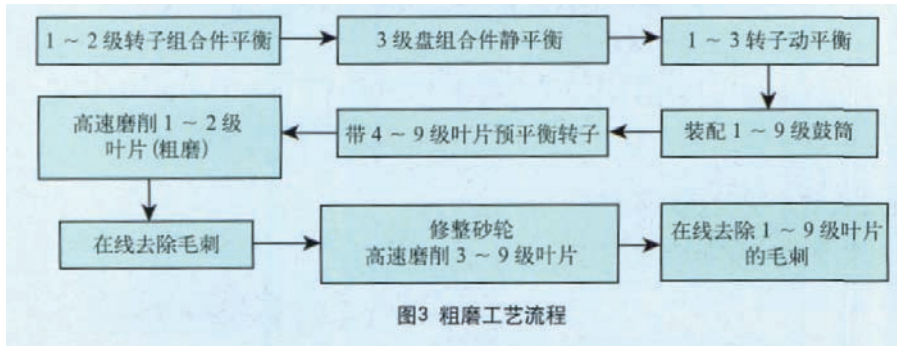 1～2级转子组合件平衡
3级盘组合件静平衡
1～3转子动平衡
装配1～9级鼓筒
带4～9级叶片预平衡转子
高速磨削1～2级
叶片(粗磨)
在线去除毛刺
修整砂轮
高速磨削3～9级叶片
在线去除1～9级叶片
的毛刺
图3 粗磨工艺流程